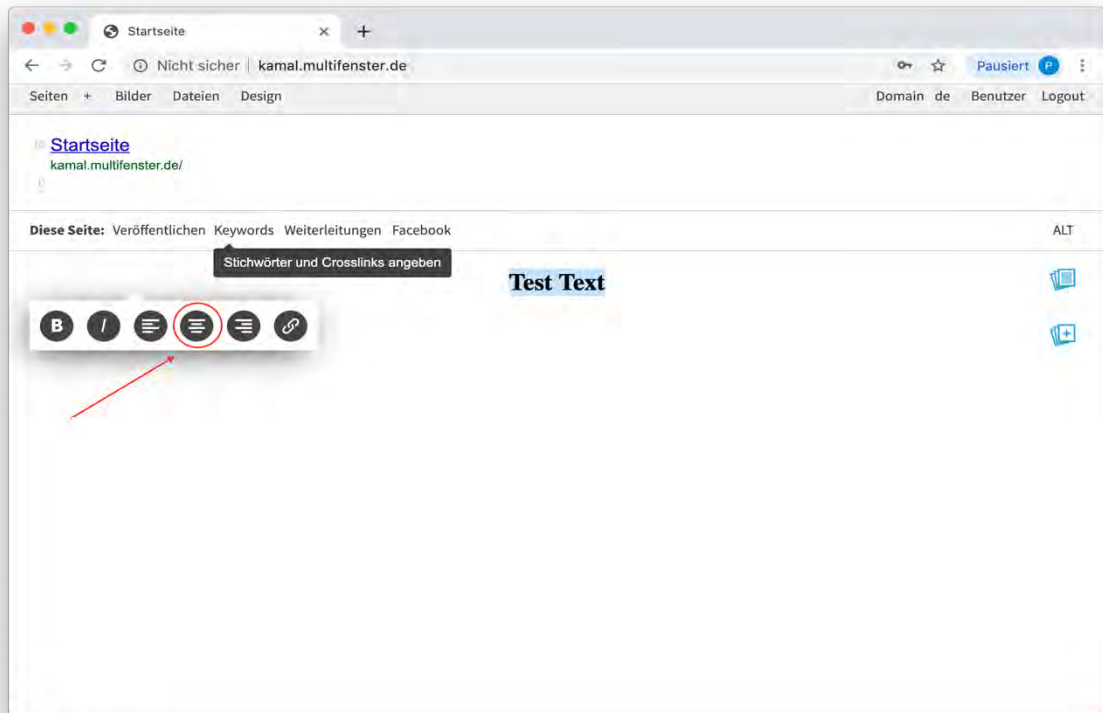 Startseite
Nicht sicher | kamal.multifenster.de
Pausiert P
Seiten + Bilder Dateien Design
Domain de Benutzer Logout
Startseite
kamal.multifenster.de/
Diese Seite: Veröffentlichen Keywords Weiterleitungen Facebook
ALT
Stichwörter und Crosslinks angeben
Test Text
B I